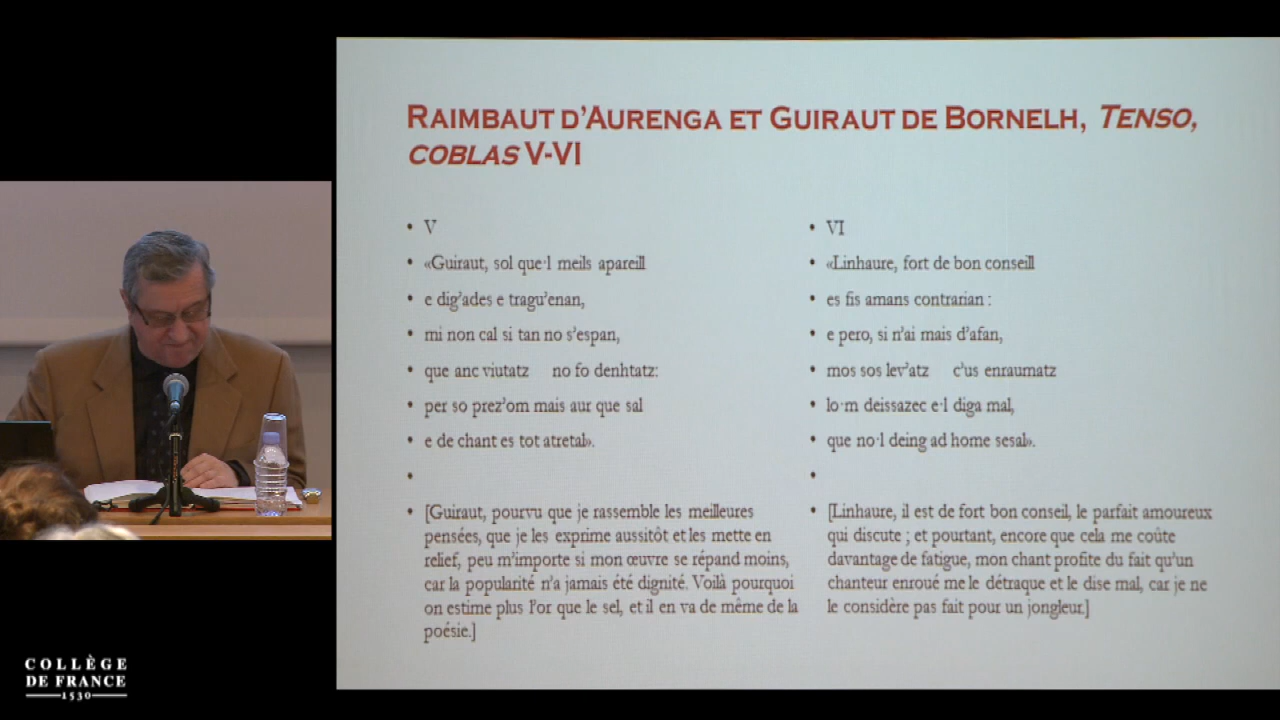 RAIMBAUT D'AURENGA ET GUIRAUT DE BORNELH, TENSO,
COBLAS V-VI
• V
• «Guiraut, sol que·l meils apareill
• e dig'ades e tragu'enan,
• mi non cal si tan no s'espan,
• que anc viutatz no fo denhtatz:
• per so prez'om mais aur que sal
• e de chant es tot atretal».
•
• [Guiraut, pourvu que je rassemble les meilleures
pensées, que je les exprime aussitôt et les mette en
relief, peu m'importe si mon œuvre se répand moins,
car la popularité n'a jamais été dignité. Voilà pourquoi
on estime plus l'or que le sel, et il en va de même de la
poésie.]
• VI
• «Linhaure, fort de bon conseill
• es fis amans contrarian :
• e pero, si n'ai mais d'afan,
• mos sos lev'atz c'us enraumatz
• lo·m deissazec e·l diga mal,
• que no·l deing ad home sesal».
•
• [Linhaure, il est de fort bon conseil, le parfait amoureux
qui discute ; et pourtant, encore que cela me coûte
davantage de fatigue, mon chant profite du fait qu'un
chanteur enroué me le détraque et le dise mal, car je ne
le considère pas fait pour un jongleur.]
COLLÈGE
DE FRANCE
1530